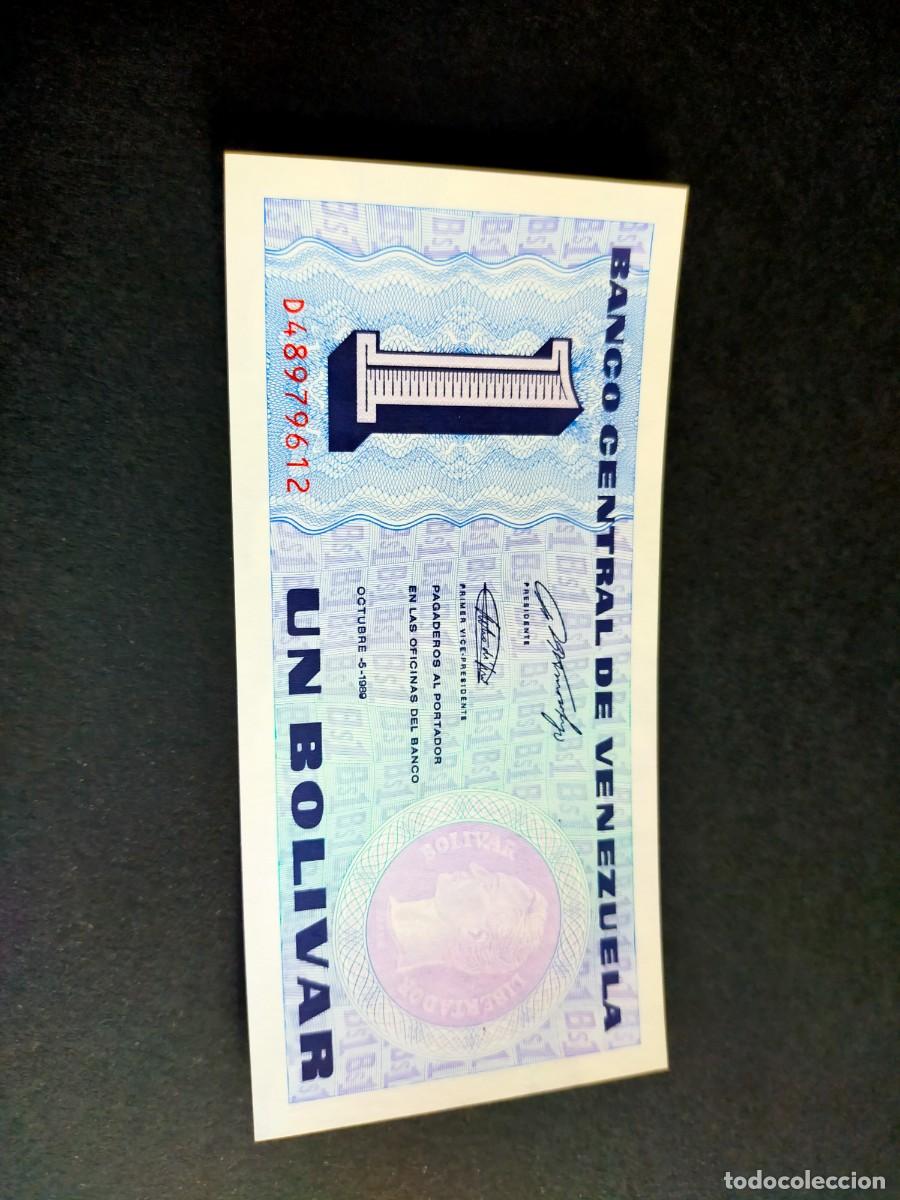 BANCO CENTRAL DE VENEZUELA
1
D48979612
PRESIDENTE
PRIMER VICE-PRESIDENTE
PAGADEROS AL PORTADOR
EN LAS OFICINAS DEL BANCO
OCTUBRE -5-1989
BOLIVAR
LIBERTADOR
UN BOLIVAR
Bs1
todocoleccion